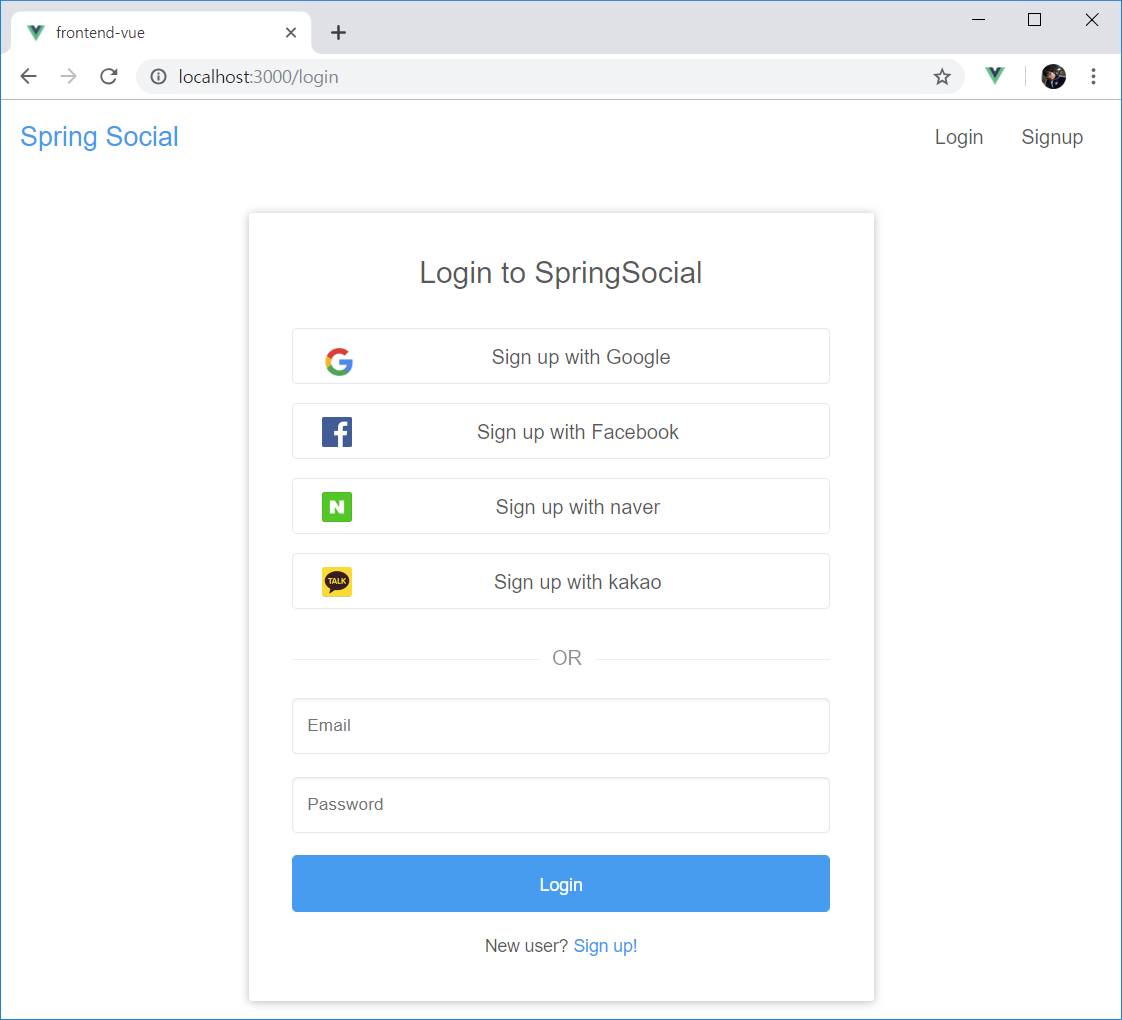 frontend-vue
localhost:3000/login
Spring Social
Login
Signup
Login to SpringSocial
Sign up with Google
Sign up with Facebook
N
Sign up with naver
TALK
Sign up with kakao
OR
Email
Password
Login
New user? Sign up!